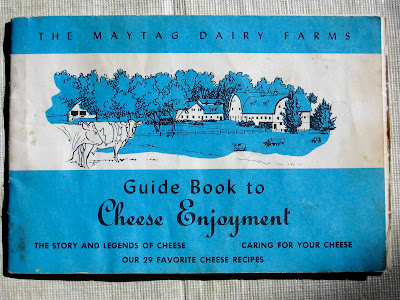 THE MAYTAG DAIRY FARMS
Guide Book to
Cheese Enjoyment
THE STORY AND LEGENDS OF CHEESE CARING FOR YOUR CHEESE
OUR 29 FAVORITE CHEESE RECIPES